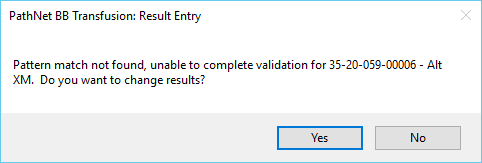 PathNet BB Transfusion: Result Entry
Pattern match not found, unable to complete validation for 35-20-059-00006 - Alt
XM.  Do you want to change results?
Yes
No